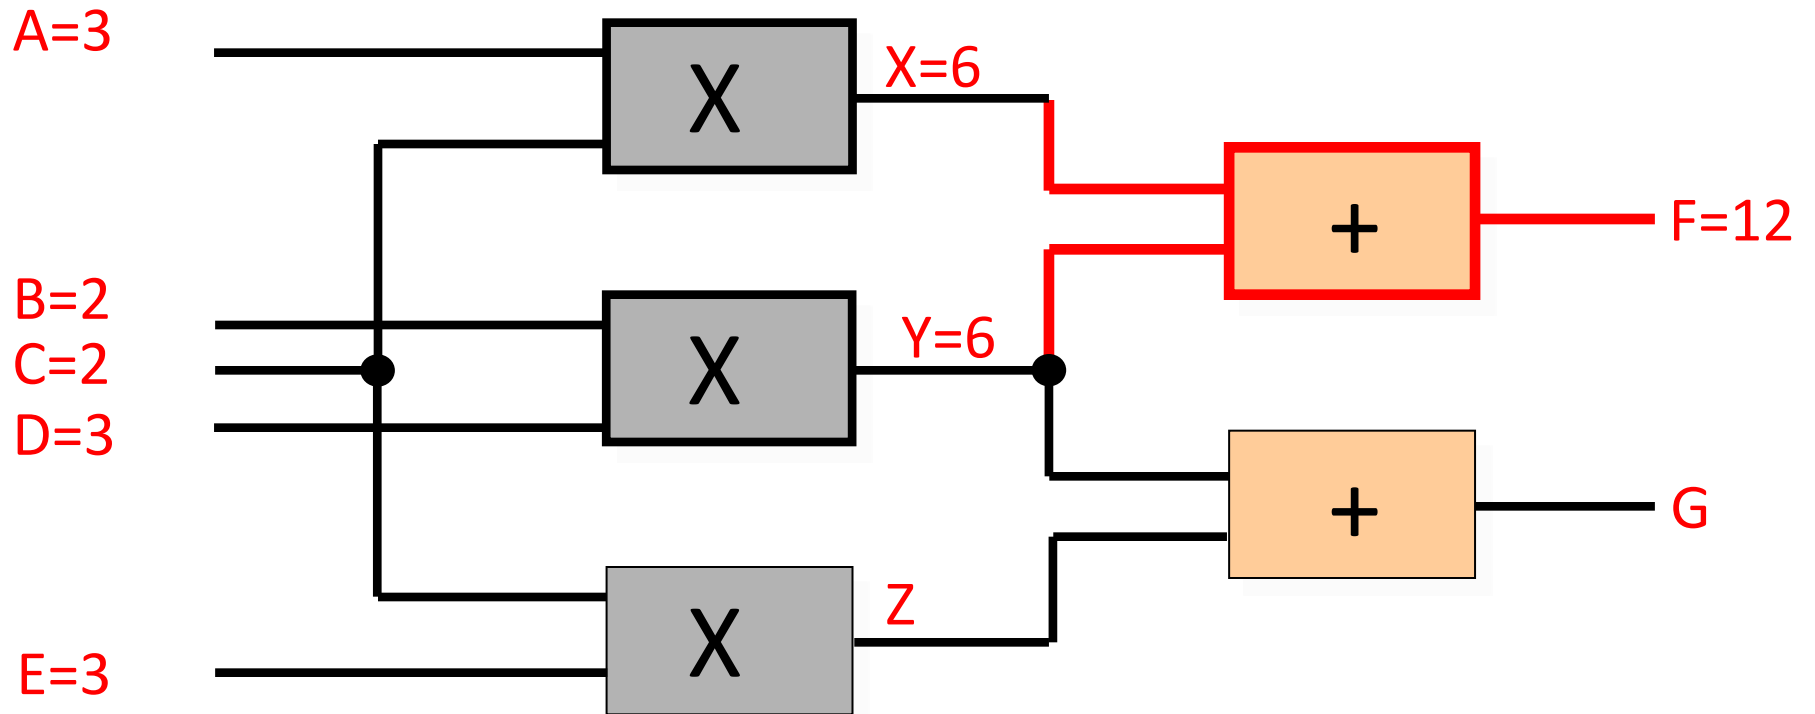 A=3
X
X=6
+
F=12
B=2
C=2
D=3
X
Y=6
+
G
E=3
X
Z